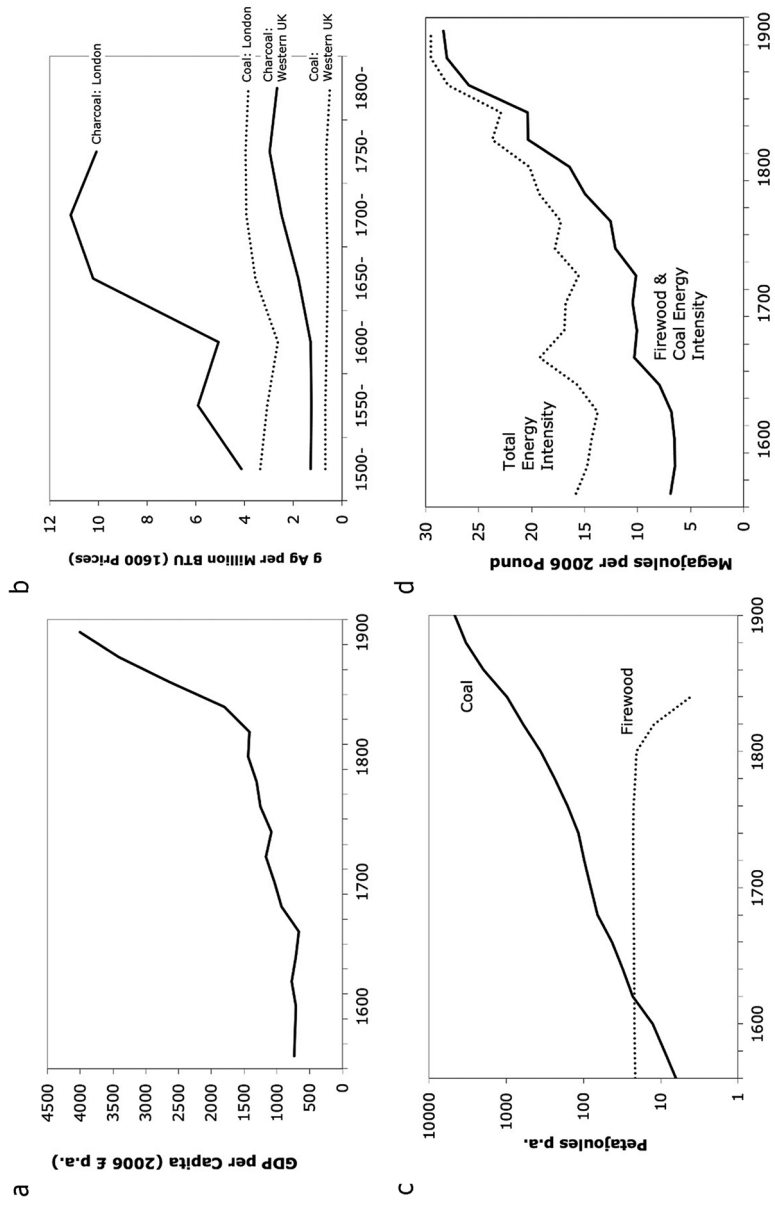 a
GDP per Capita (2006 £ p.a.)
4500
4000
3500
3000
2500
2000
1500
1000
500
0
1600
1700
1800
1900
b
g Ag per Million BTU (1600 Prices)
12
10
8
6
4
2
0
1500-
1550-
1600-
1650-
1700-
1750-
1800-
Charcoal: London
Coal: London
Charcoal:
Western UK
Coal:
Western UK
c
Petajoules p.a.
10000
1000
100
10
1
1600
1700
1800
1900
Coal
Firewood
d
Megajoules per 2006 Pound
30
25
20
15
10
5
0
1600
1700
1800
1900
Total
Energy
Intensity
Firewood &
Coal Energy
Intensity